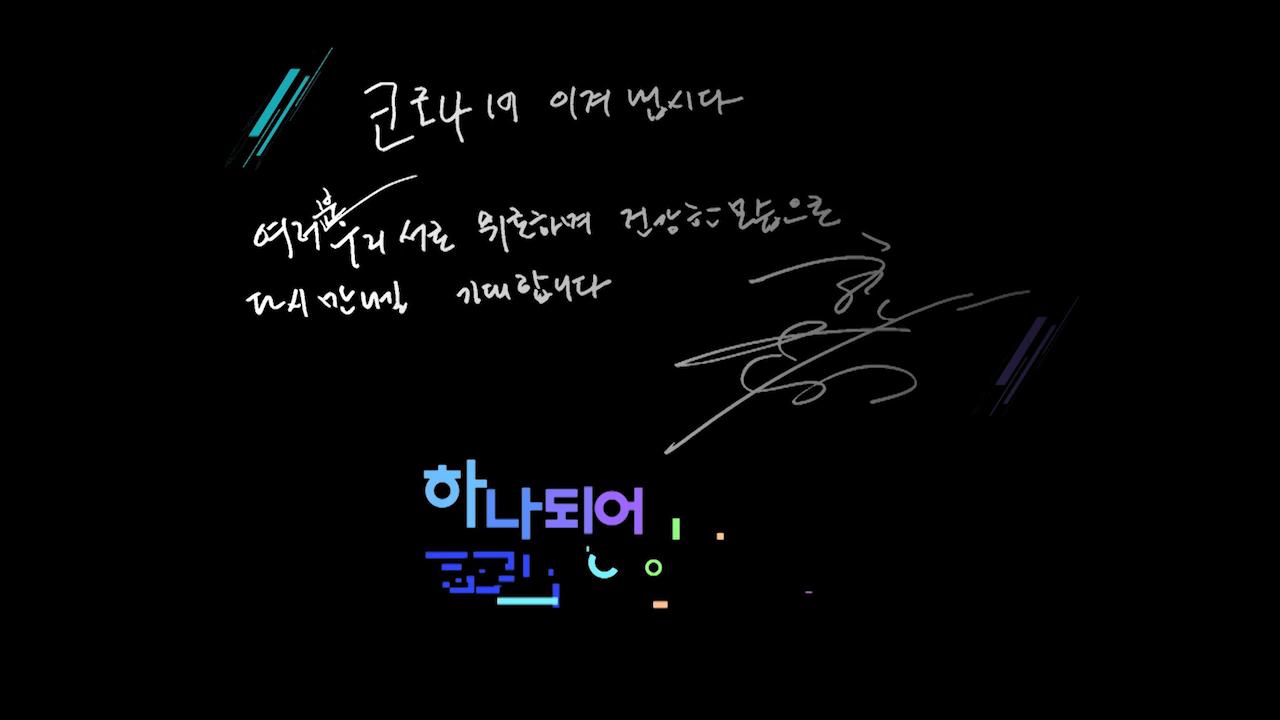 코로나 19 이겨 냅시다
여러분 우리 서로 위로하며 건강한 모습으로
다시 만나길 기대합니다
하나되어